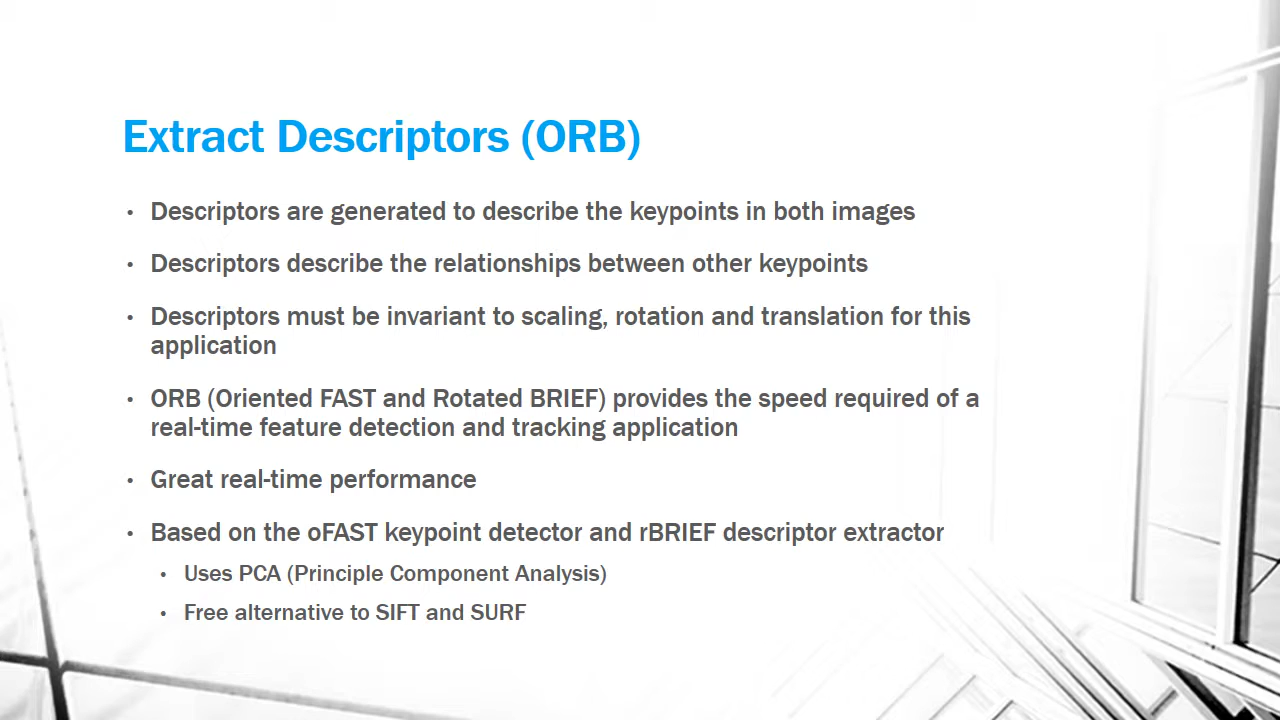 Extract Descriptors (ORB)
• Descriptors are generated to describe the keypoints in both images
• Descriptors describe the relationships between other keypoints
• Descriptors must be invariant to scaling, rotation and translation for this
application
• ORB (Oriented FAST and Rotated BRIEF) provides the speed required of a
real-time feature detection and tracking application
• Great real-time performance
• Based on the oFAST keypoint detector and rBRIEF descriptor extractor
• Uses PCA (Principle Component Analysis)
• Free alternative to SIFT and SURF